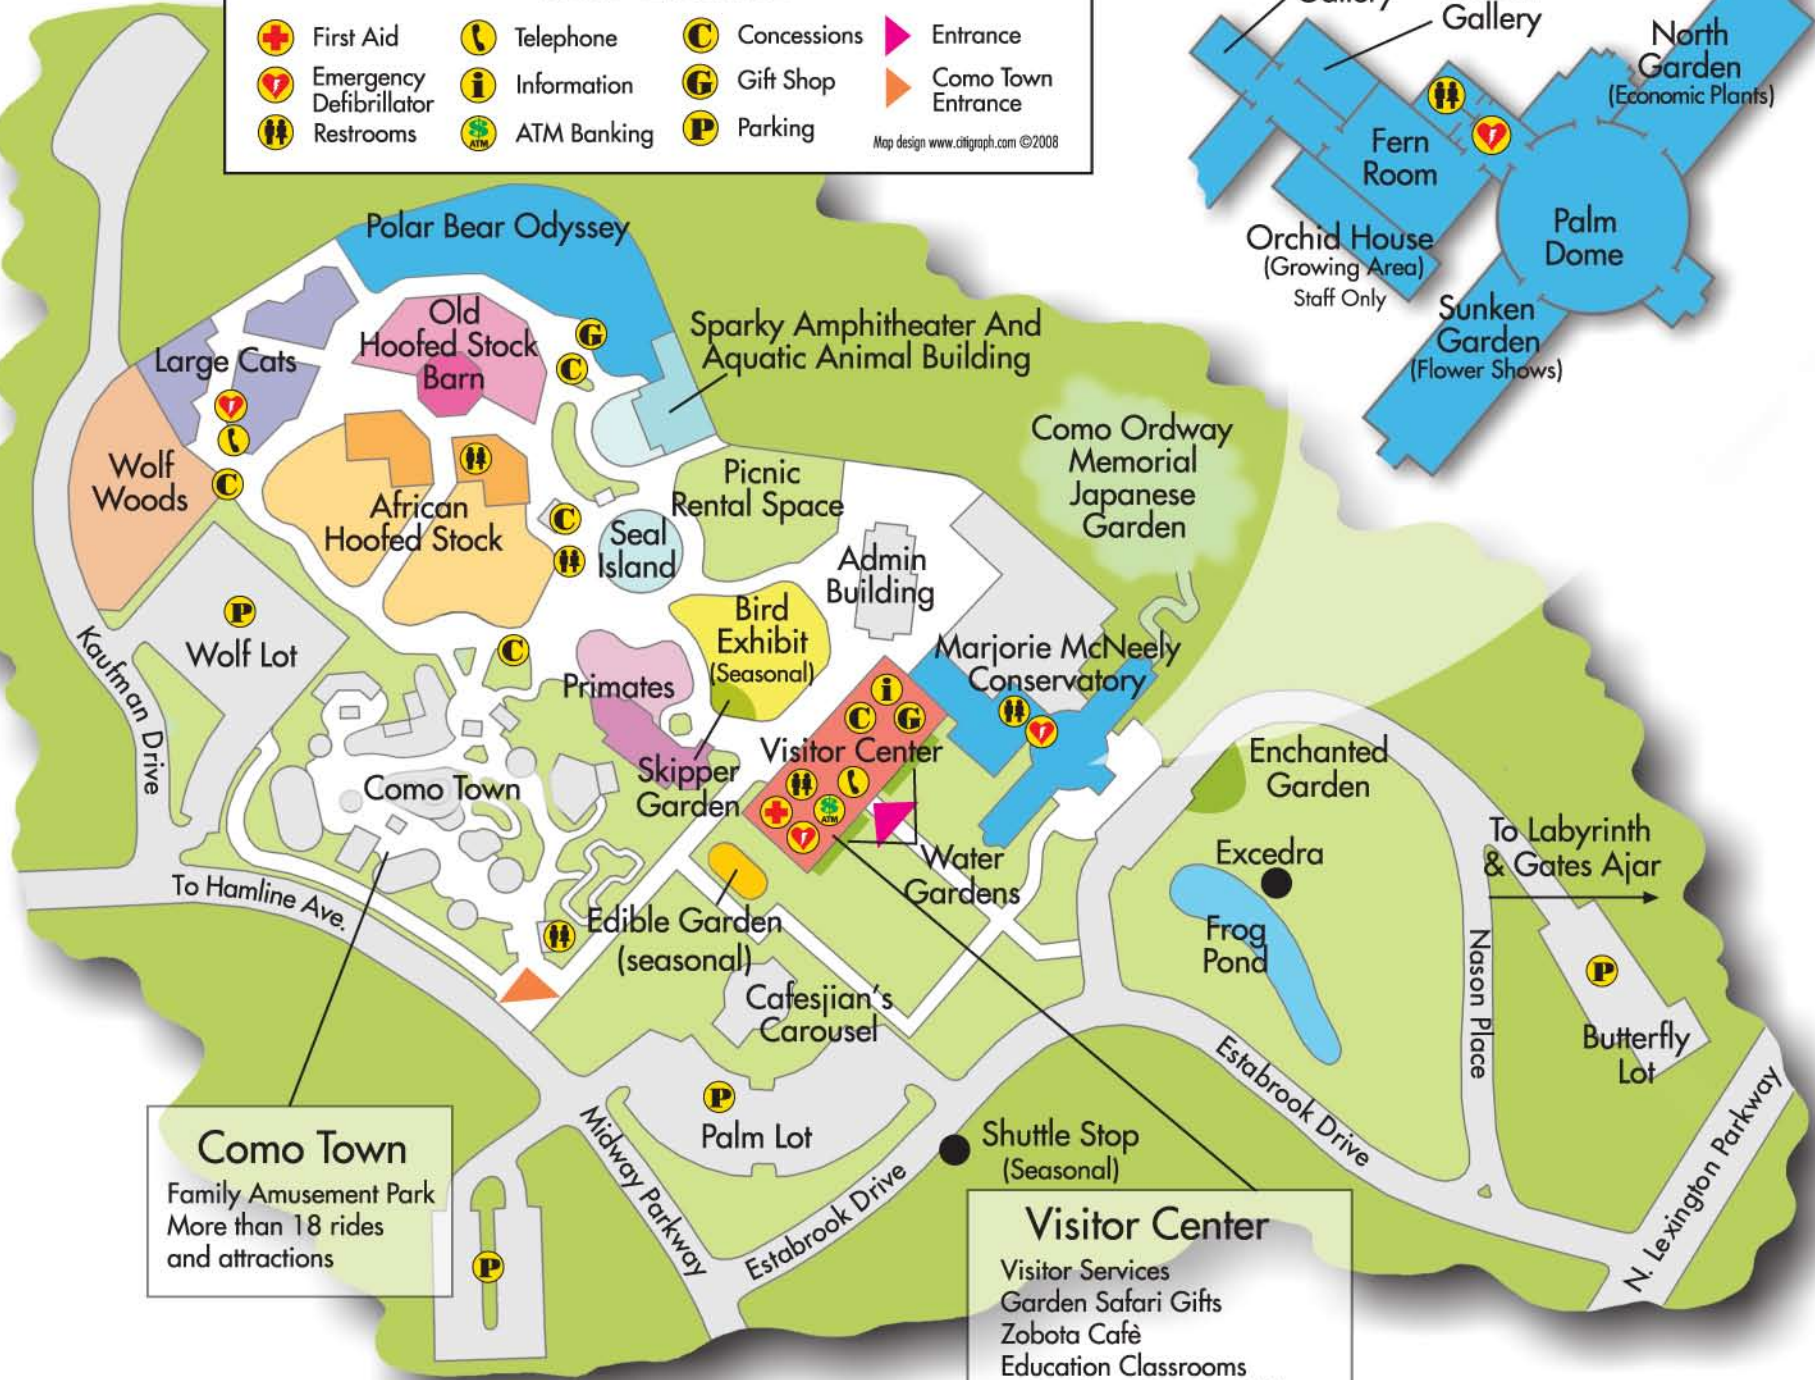 First Aid
Emergency
Defibrillator
Restrooms
Telephone
Information
ATM Banking
Concessions
Gift Shop
Parking
Entrance
Como Town
Entrance
Map design www.citigraph.com ©2008
Gallery
Gallery
North
Garden
(Economic Plants)
Fern
Room
Palm
Dome
Orchid House
(Growing Area)
Staff Only
Sunken
Garden
(Flower Shows)
Polar Bear Odyssey
Old
Hoofed Stock
Barn
G
C
Large Cats
Sparky Amphitheater And
Aquatic Animal Building
Wolf
Woods
C
African
Hoofed Stock
C
Seal
Island
Picnic
Rental Space
Como Ordway
Memorial
Japanese
Garden
Admin
Building
Bird
Exhibit
(Seasonal)
P
Wolf Lot
C
Primates
Marjorie McNeely
Conservatory
i
C
G
Visitor Center
ATM
Skipper
Garden
Kaufman Drive
Como Town
Enchanted
Garden
To Labyrinth
& Gates Ajar
Excedra
Water
Gardens
To Hamline Ave.
Edible Garden
(seasonal)
Frog
Pond
Nason Place
P
Butterfly
Lot
Cafesjian's
Carousel
P
Palm Lot
Shuttle Stop
(Seasonal)
Estabrook Drive
Estabrook Drive
Midway Parkway
N. Lexington Parkway
Como Town
Family Amusement Park
More than 18 rides
and attractions
P
Visitor Center
Visitor Services
Garden Safari Gifts
Zobota Cafè
Education Classrooms